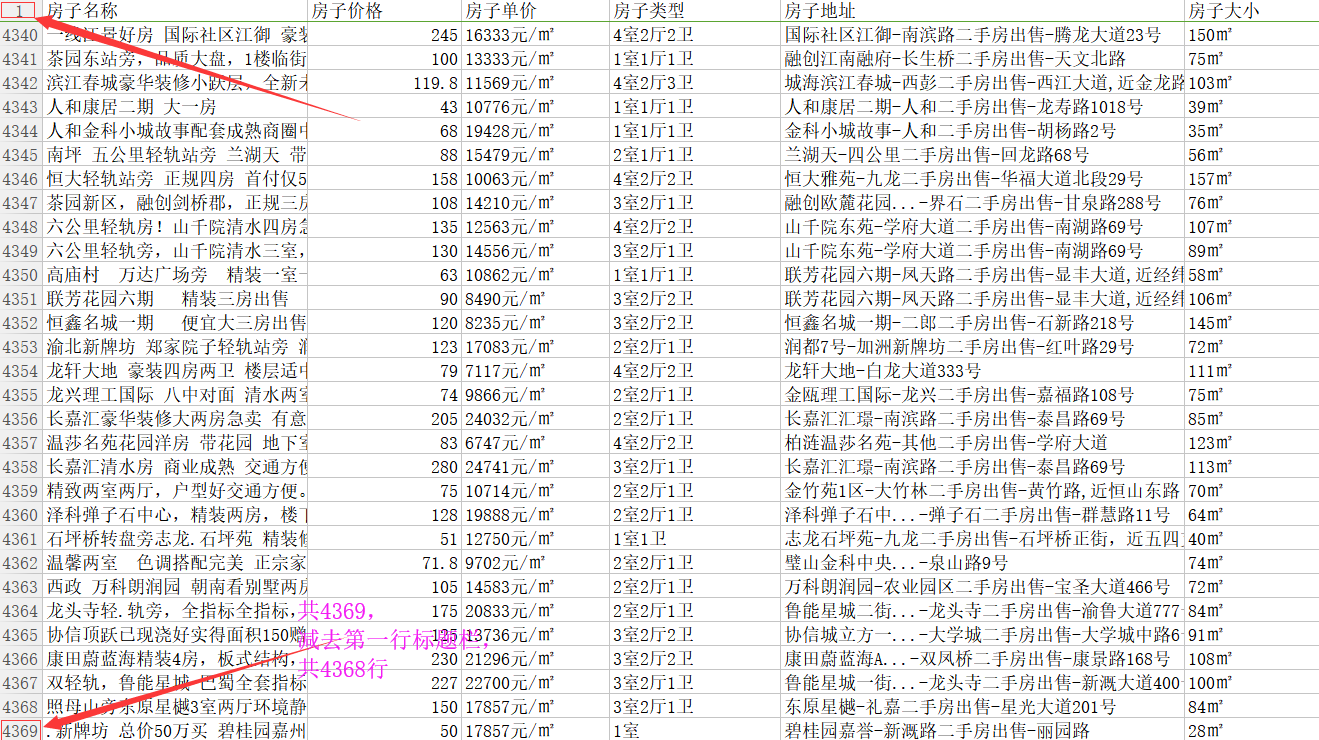 1 房子名称 房子价格 房子单价 房子类型 房子地址 房子大小
4340 一线江景好房 国际社区江御 豪装 245 16333元/㎡ 4室2厅2卫 国际社区江御-南滨路二手房出售-腾龙大道23号 150㎡
4341 茶园东站旁，品质大盘，1楼临街 100 13333元/㎡ 1室1厅1卫 融创江南融府-长生桥二手房出售-天文北路 75㎡
4342 滨江春城豪华装修小跃层，全新未 119.8 11569元/㎡ 4室2厅3卫 城海滨江春城-西彭二手房出售-西江大道,近金龙路 103㎡
4343 人和康居二期 大一房 43 10776元/㎡ 1室1厅1卫 人和康居二期-人和二手房出售-龙寿路1018号 39㎡
4344 人和金科小城故事配套成熟商圈中 68 19428元/㎡ 1室1厅1卫 金科小城故事-人和二手房出售-胡杨路2号 35㎡
4345 南坪 五公里轻轨站旁 兰湖天 带 88 15479元/㎡ 2室1厅1卫 兰湖天-四公里二手房出售-回龙路68号 56㎡
4346 恒大轻轨站旁 正规四房 首付仅5 158 10063元/㎡ 4室2厅2卫 恒大雅苑-九龙二手房出售-华福大道北段29号 157㎡
4347 茶园新区，融创剑桥郡，正规三房 108 14210元/㎡ 3室2厅1卫 融创欧麓花园...-界石二手房出售-甘泉路288号 76㎡
4348 六公里轻轨房！山千院清水四房急 135 12563元/㎡ 4室2厅2卫 山千院东苑-学府大道二手房出售-南湖路69号 107㎡
4349 六公里轻轨旁，山千院清水三室， 130 14556元/㎡ 3室2厅1卫 山千院东苑-学府大道二手房出售-南湖路69号 89㎡
4350 高庙村 万达广场旁 精装一室一 63 10862元/㎡ 1室1厅1卫 联芳花园六期-凤天路二手房出售-显丰大道,近经纬 58㎡
4351 联芳花园六期 精装三房出售 90 8490元/㎡ 3室2厅2卫 联芳花园六期-凤天路二手房出售-显丰大道,近经纬 106㎡
4352 恒鑫名城一期 便宜大三房出售 120 8235元/㎡ 3室2厅2卫 恒鑫名城一期-二郎二手房出售-石新路218号 145㎡
4353 渝北新牌坊 郑家院子轻轨站旁 润 123 17083元/㎡ 2室2厅1卫 润都7号-加洲新牌坊二手房出售-红叶路29号 72㎡
4354 龙轩大地 豪装四房两卫 楼层适中 79 7117元/㎡ 4室2厅2卫 龙轩大地-白龙大道333号 111㎡
4355 龙兴理工国际 八中对面 清水两室 74 9866元/㎡ 2室2厅1卫 金瓯理工国际-龙兴二手房出售-嘉福路108号 75㎡
4356 长嘉汇豪华装修大两房急卖 有意 205 24032元/㎡ 2室2厅1卫 长嘉汇汇璟-南滨路二手房出售-泰昌路69号 85㎡
4357 温莎名苑花园洋房 带花园 地下室 83 6747元/㎡ 4室2厅2卫 柏涟温莎名苑-其他二手房出售-学府大道 123㎡
4358 长嘉汇清水房 商业成熟 交通方便 280 24741元/㎡ 3室2厅1卫 长嘉汇汇璟-南滨路二手房出售-泰昌路69号 113㎡
4359 精致两室两厅，户型好交通方便。 75 10714元/㎡ 2室2厅1卫 金竹苑1区-大竹林二手房出售-黄竹路,近恒山东路 70㎡
4360 泽科弹子石中心，精装两房，楼下 128 19888元/㎡ 2室2厅1卫 泽科弹子石中...-弹子石二手房出售-群慧路11号 64㎡
4361 石坪桥转盘旁志龙.石坪苑 精装修 51 12750元/㎡ 1室1卫 志龙石坪苑-九龙二手房出售-石坪桥正街，近五四 40㎡
4362 温馨两室 色调搭配完美 正宗家 71.8 9702元/㎡ 2室2厅1卫 璧山金科中央...-泉山路9号 74㎡
4363 西政 万科朗润园 朝南看别墅两房 105 14583元/㎡ 2室2厅1卫 万科朗润园-农业园区二手房出售-宝圣大道466号 72㎡
4364 龙头寺轻.轨旁，全指标全指标， 175 20833元/㎡ 2室2厅1卫 鲁能星城二街...-龙头寺二手房出售-渝鲁大道777 84㎡
共4369，
4365 协信顶跃已现浇好实得面积150赠 125 13736元/㎡ 3室2厅2卫 协信城立方一...-大学城二手房出售-大学城中路6 91㎡
减去第一行标题栏，
4366 康田蔚蓝海精装4房，板式结构， 230 21296元/㎡ 3室2厅2卫 康田蔚蓝海A...-双凤桥二手房出售-康景路168号 108㎡
共4368行
4367 双轻轨，鲁能星城 巴蜀全套指标 227 22700元/㎡ 3室2厅1卫 鲁能星城一街...-龙头寺二手房出售-新溉大道400 100㎡
4368 照母山旁东原星樾3室两厅环境静 150 17857元/㎡ 3室2厅1卫 东原星樾-礼嘉二手房出售-星光大道201号 84㎡
4369 .新牌坊 总价50万买 碧桂园嘉州 50 17857元/㎡ 1室 碧桂园嘉誉-新溉路二手房出售-丽园路 28㎡